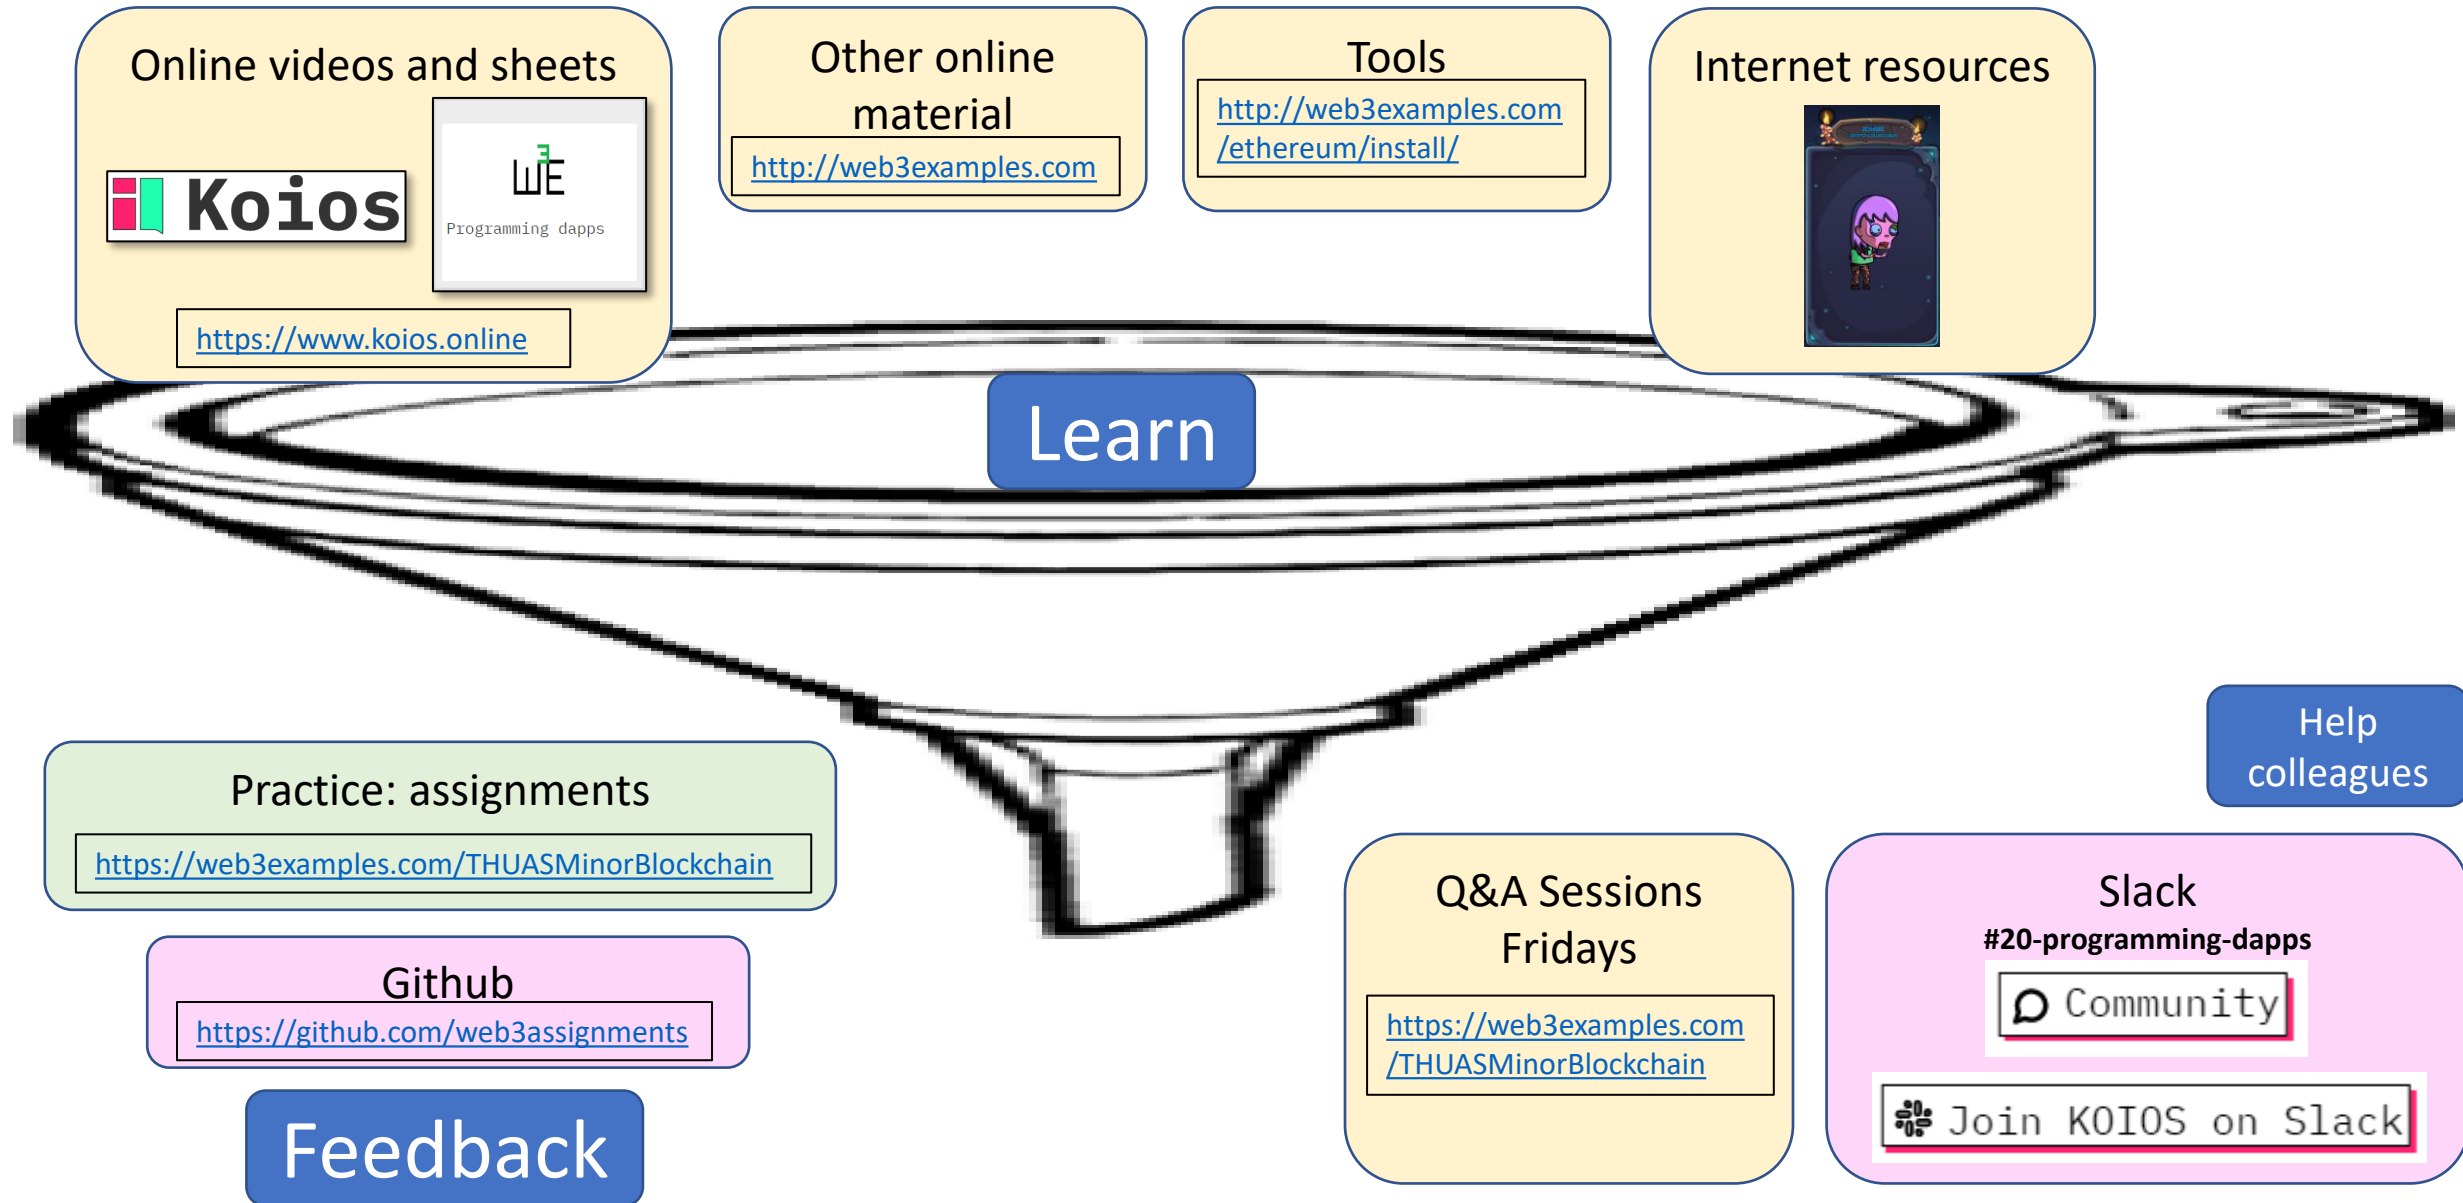 Online videos and sheets
Koios
W3E
Programming dapps
https://www.koios.online
Other online
material
http://web3examples.com
Tools
http://web3examples.com
/ethereum/install/
Internet resources
Learn
Help
colleagues
Practice: assignments
https://web3examples.com/THUASMinorBlockchain
Github
https://github.com/web3assignments
Feedback
Q&A Sessions
Fridays
https://web3examples.com
/THUASMinorBlockchain
Slack
#20-programming-dapps
Community
Join KOIOS on Slack